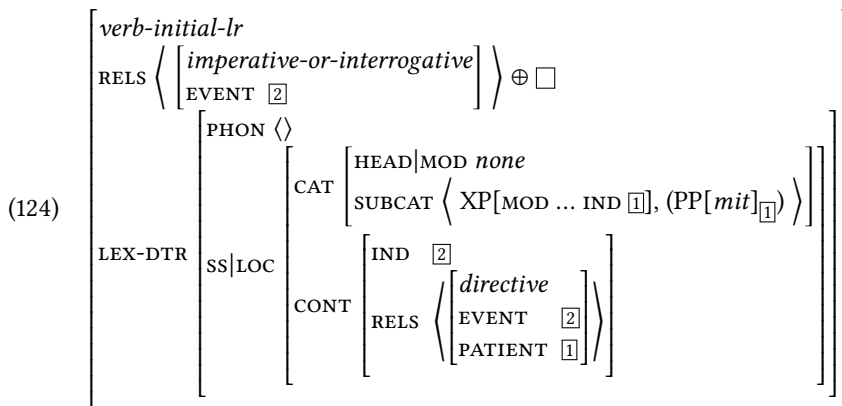 verb-initial-lr
RELS ⟨ [imperative-or-interrogative
EVENT 2] ⟩ ⊕ □
PHON ⟨⟩
HEAD|MOD none
CAT
SUBCAT ⟨ XP[MOD … IND 1], (PP[mit]1) ⟩
(124)
LEX-DTR
SS|LOC
IND 2
directive
CONT
RELS ⟨ EVENT 2 ⟩
PATIENT 1